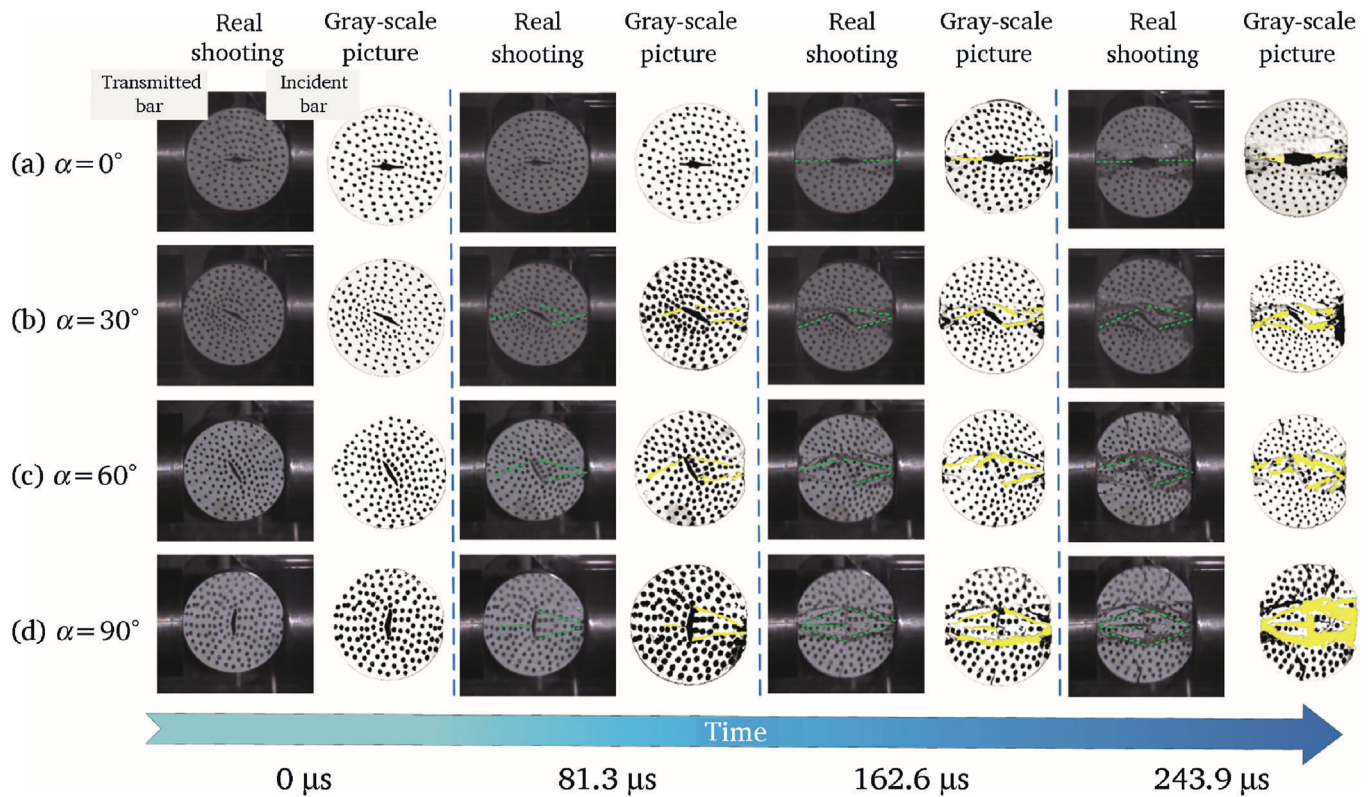 Real shooting
Gray-scale picture
Real shooting
Gray-scale picture
Real shooting
Gray-scale picture
Real shooting
Gray-scale picture
Transmitted bar
Incident bar
(a) α=0°
(b) α=30°
(c) α=60°
(d) α=90°
Time
0 μs
81.3 μs
162.6 μs
243.9 μs